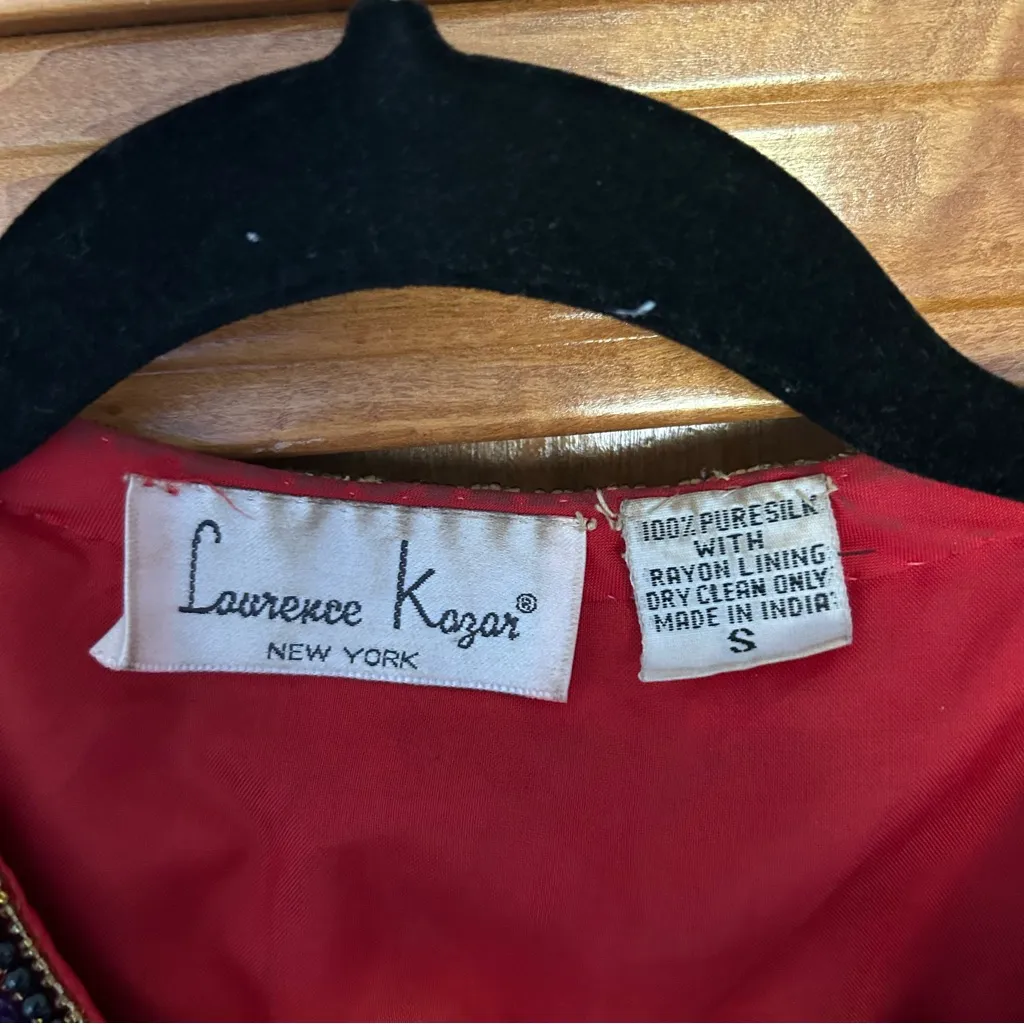 Lawrence Kazar®
NEW YORK
100% PURE SILK
WITH
RAYON LINING
DRY CLEAN ONLY
MADE IN INDIA
S